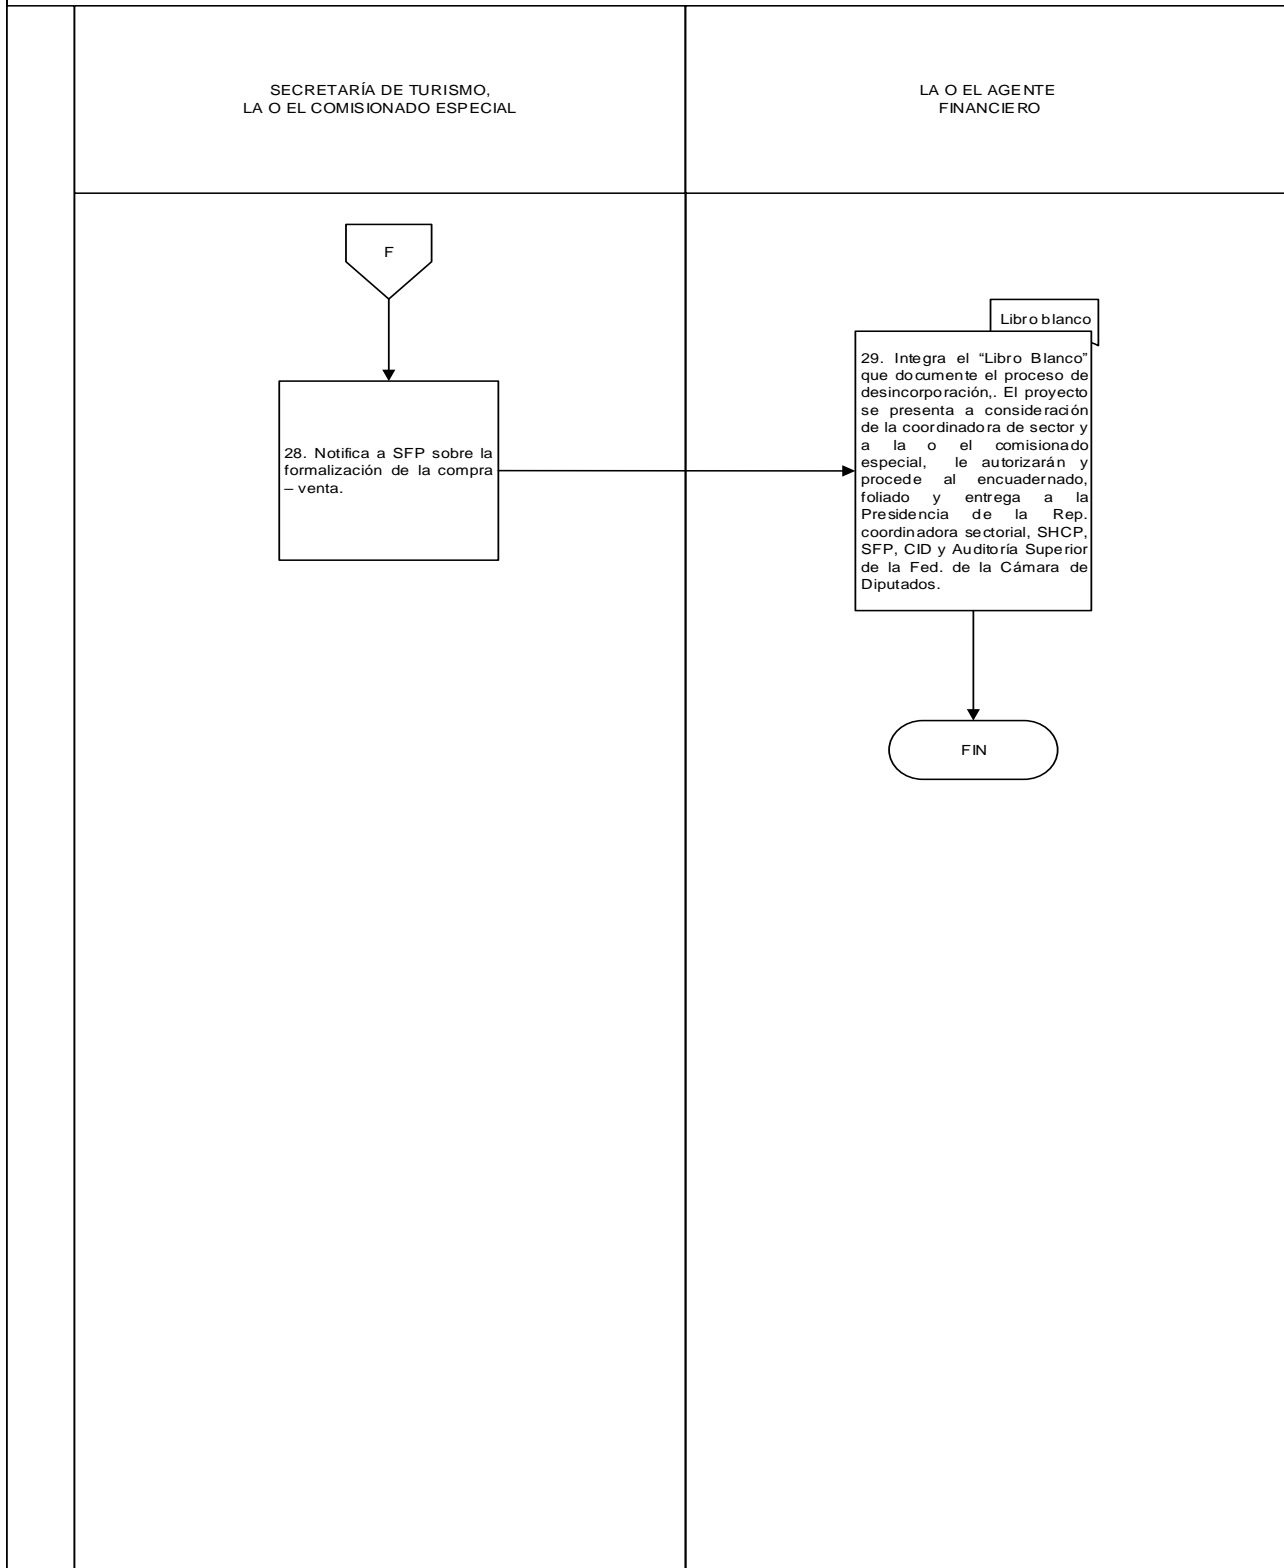 SECRETARÍA DE TURISMO,
LA O EL COMISIONADO ESPECIAL
LA O EL AGENTE
FINANCIERO
F
28. Notifica a SFP sobre la
formalización de la compra
– venta.
Libro blanco
29. Integra el “Libro Blanco”
que documente el proceso de
desincorporación,. El proyecto
se presenta a consideración
de la coordinadora de sector y
a la o el comisionado
especial, le autorizarán y
procede al encuadernado,
foliado y entrega a la
Presidencia de la Rep.
coordinadora sectorial, SHCP,
SFP, CID y Auditoría Superior
de la Fed. de la Cámara de
Diputados.
FIN